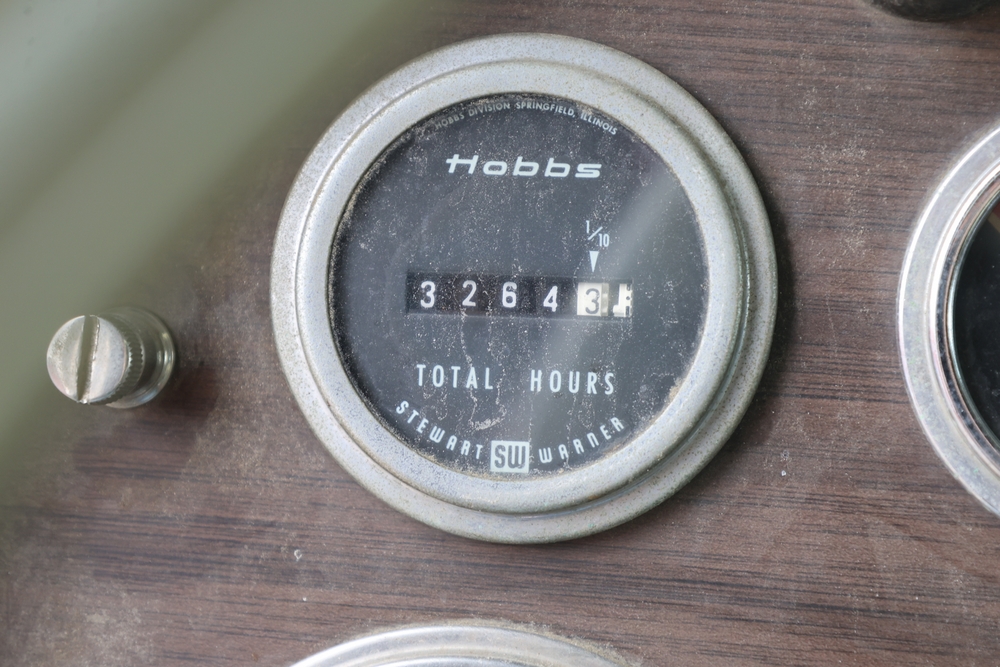 HOBBS DIVISION SPRINGFIELD, ILLINOIS
Hobbs
1/10
3 2 6 4 3
TOTAL HOURS
STEWART SW WARNER